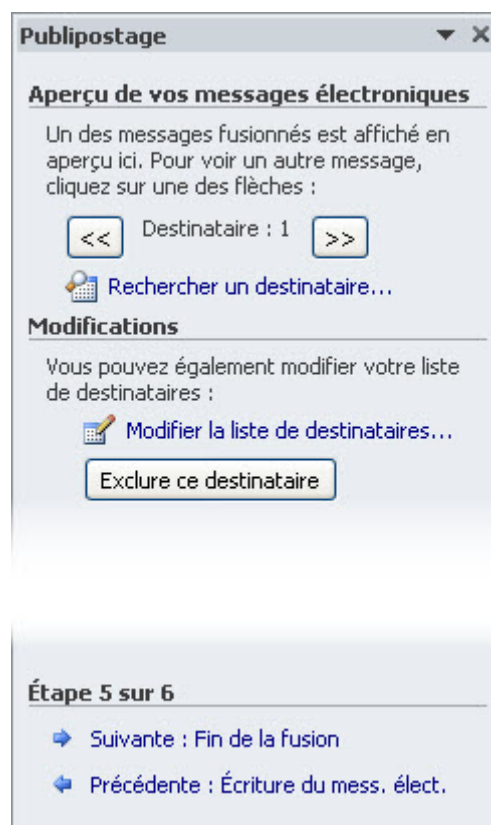 Publipostage
Aperçu de vos messages électroniques
Un des messages fusionnés est affiché en
aperçu ici. Pour voir un autre message,
cliquez sur une des flèches :
<< Destinataire : 1 >>
Rechercher un destinataire...
Modifications
Vous pouvez également modifier votre liste
de destinataires :
Modifier la liste de destinataires...
Exclure ce destinataire
Étape 5 sur 6
Suivante : Fin de la fusion
Précédente : Écriture du mess. élect.